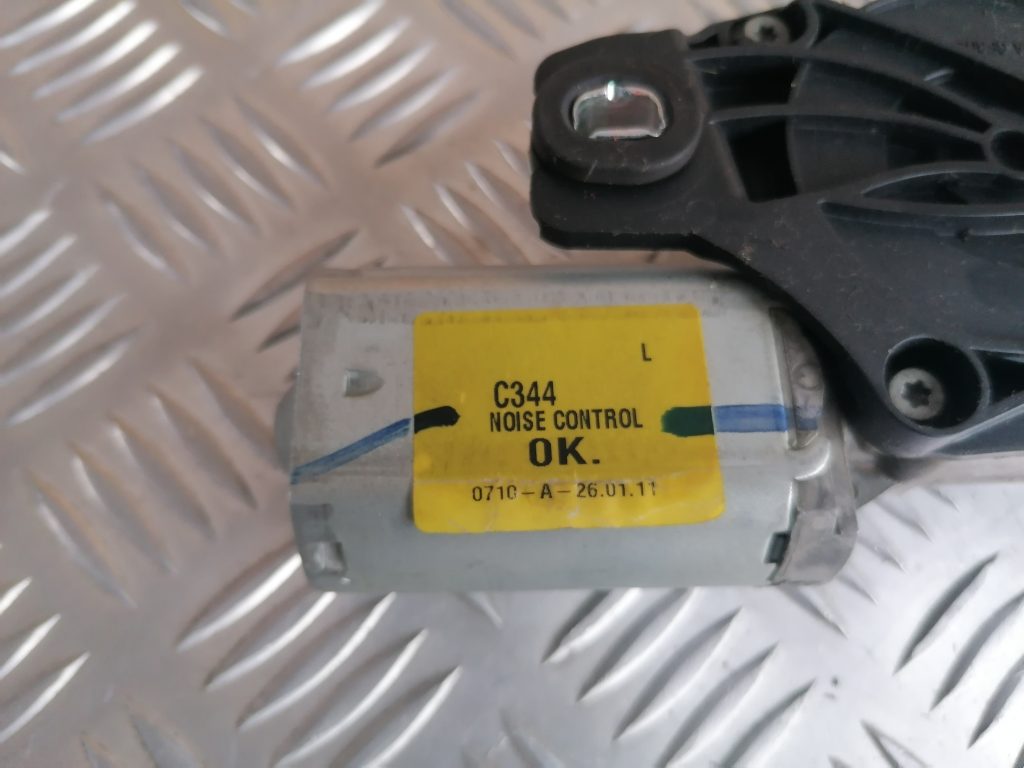 L
C344
NOISE CONTROL
OK.
0710-A-26.01.11